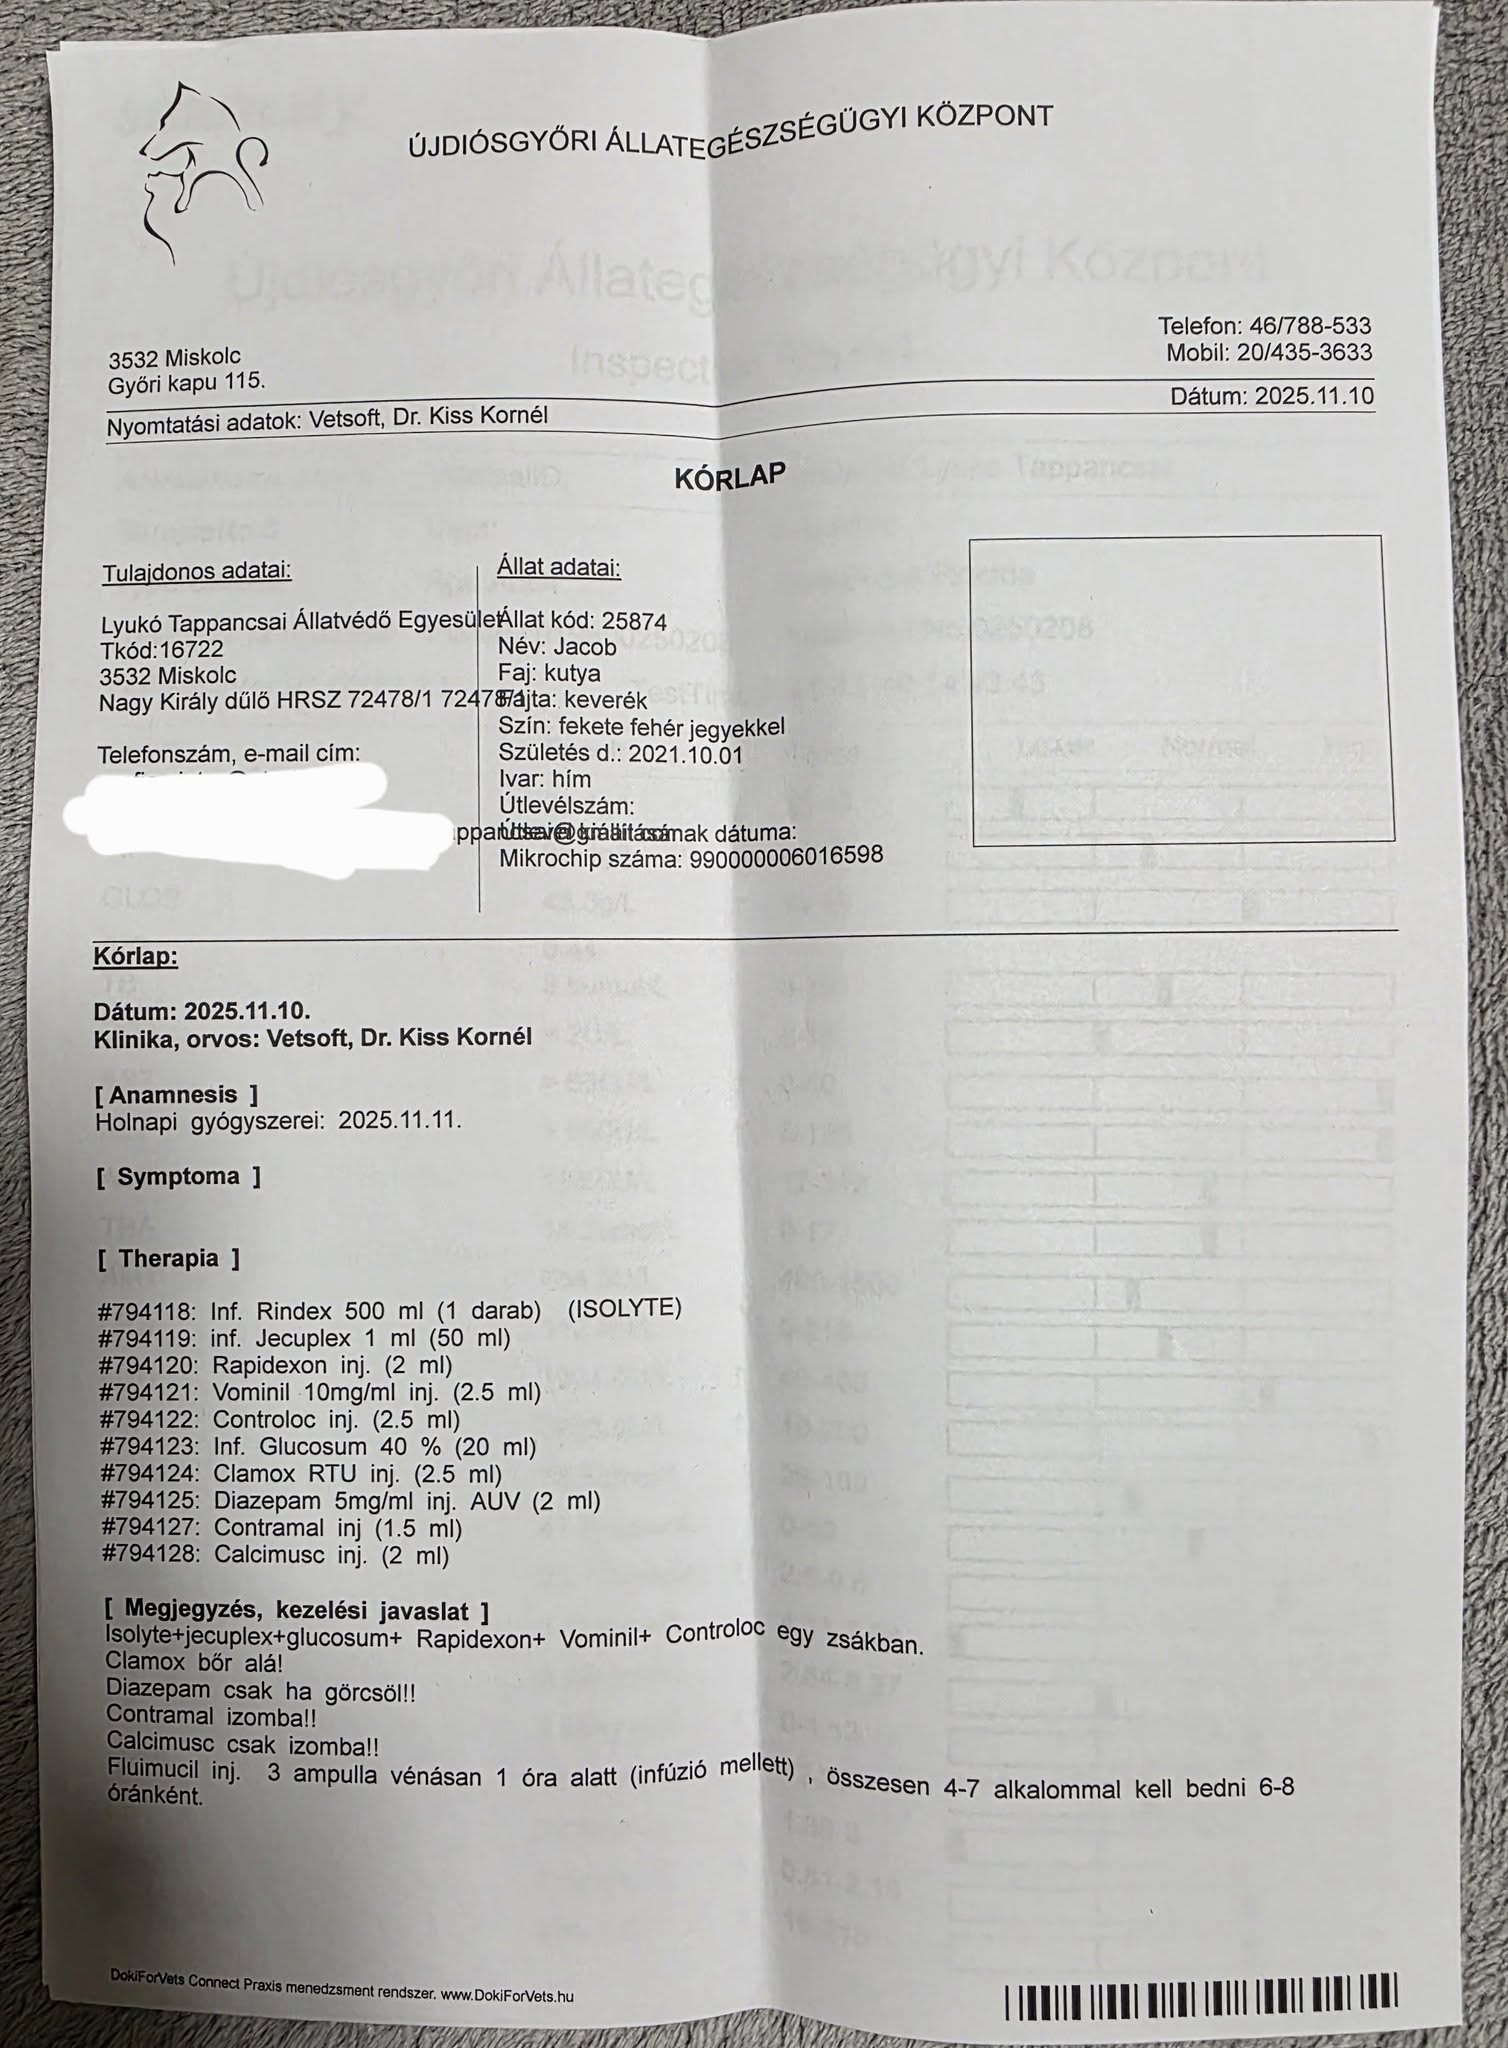 ÚJDIÓSGYŐRI ÁLLATEGÉSZSÉGÜGYI KÖZPONT
3532 Miskolc
Győri kapu 115.
Telefon: 46/788-533
Mobil: 20/435-3633
Nyomtatási adatok: Vetsoft, Dr. Kiss Kornél
Dátum: 2025.11.10
KÓRLAP
Tulajdonos adatai:
Lyukó Tappancsai Állatvédő Egyesület
Tkód:16722
3532 Miskolc
Nagy Király dűlő HRSZ 72478/1 72478/1
Telefonszám, e-mail cím:
Állat adatai:
Állat kód: 25874
Név: Jacob
Faj: kutya
Fajta: keverék
Szín: fekete fehér jegyekkel
Születés d.: 2021.10.01
Ivar: hím
Útlevélszám:
dátuma:
Mikrochip száma: 990000006016598
Kórlap:
Dátum: 2025.11.10.
Klinika, orvos: Vetsoft, Dr. Kiss Kornél
[ Anamnesis ]
Holnapi gyógyszerei: 2025.11.11.
[ Symptoma ]
[ Therapia ]
#794118: Inf. Rindex 500 ml (1 darab) (ISOLYTE)
#794119: inf. Jecuplex 1 ml (50 ml)
#794120: Rapidexon inj. (2 ml)
#794121: Vominil 10mg/ml inj. (2.5 ml)
#794122: Controloc inj. (2.5 ml)
#794123: Inf. Glucosum 40 % (20 ml)
#794124: Clamox RTU inj. (2.5 ml)
#794125: Diazepam 5mg/ml inj. AUV (2 ml)
#794127: Contramal inj (1.5 ml)
#794128: Calcimusc inj. (2 ml)
[ Megjegyzés, kezelési javaslat ]
Isolyte+jecuplex+glucosum+ Rapidexon+ Vominil+ Controloc egy zsákban.
Clamox bőr alá!
Diazepam csak ha görcsöl!!
Contramal izomba!!
Calcimusc csak izomba!!
Fluimucil inj. 3 ampulla vénásan 1 óra alatt (infúzió mellett) , összesen 4-7 alkalommal kell bedni 6-8
óránként.
DokiForVets Connect Praxis menedzsment rendszer. www.DokiForVets.hu